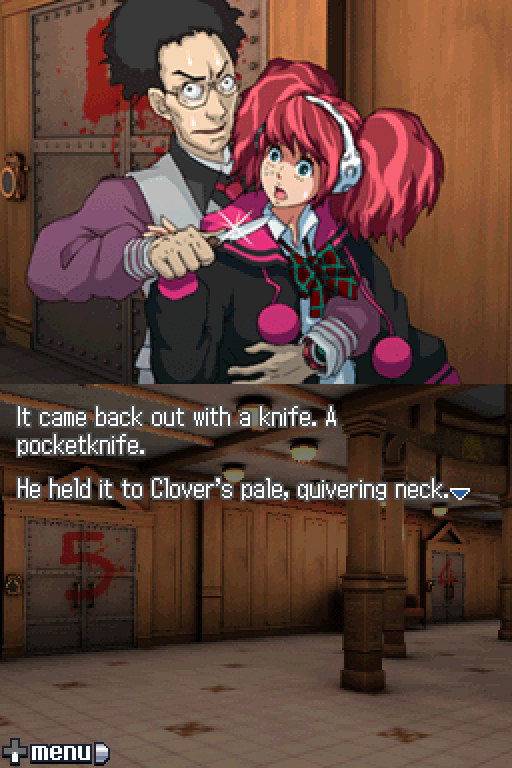 It came back out with a knife. A
pocketknife.
He held it to Clover's pale, quivering neck.
5
4
menu